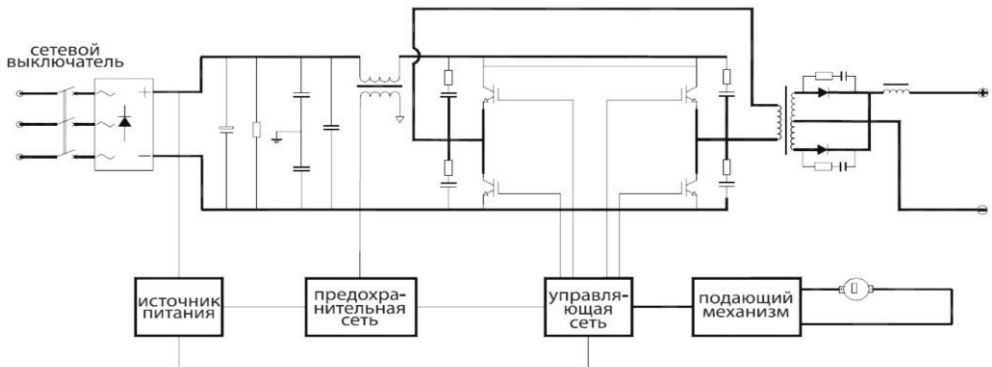 сетевой
выключатель
источник
питания
предохра-
нительная
сеть
управля-
ющая
сеть
подающий
механизм